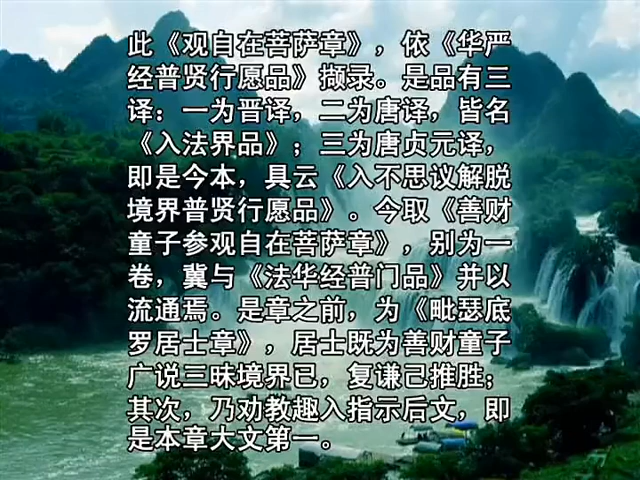 此《观自在菩萨章》，依《华严
经普贤行愿品》撷录。是品有三
译：一为晋译，二为唐译，皆名
《入法界品》；三为唐贞元译，
即是今本，具云《入不思议解脱
境界普贤行愿品》。今取《善财
童子参观自在菩萨章》，别为一
卷，冀与《法华经普门品》并以
流通焉。是章之前，为《毗瑟底
罗居士章》，居士既为善财童子
广说三昧境界已，复谦己推胜；
其次，乃劝教趣入指示后文，即
是本章大文第一。